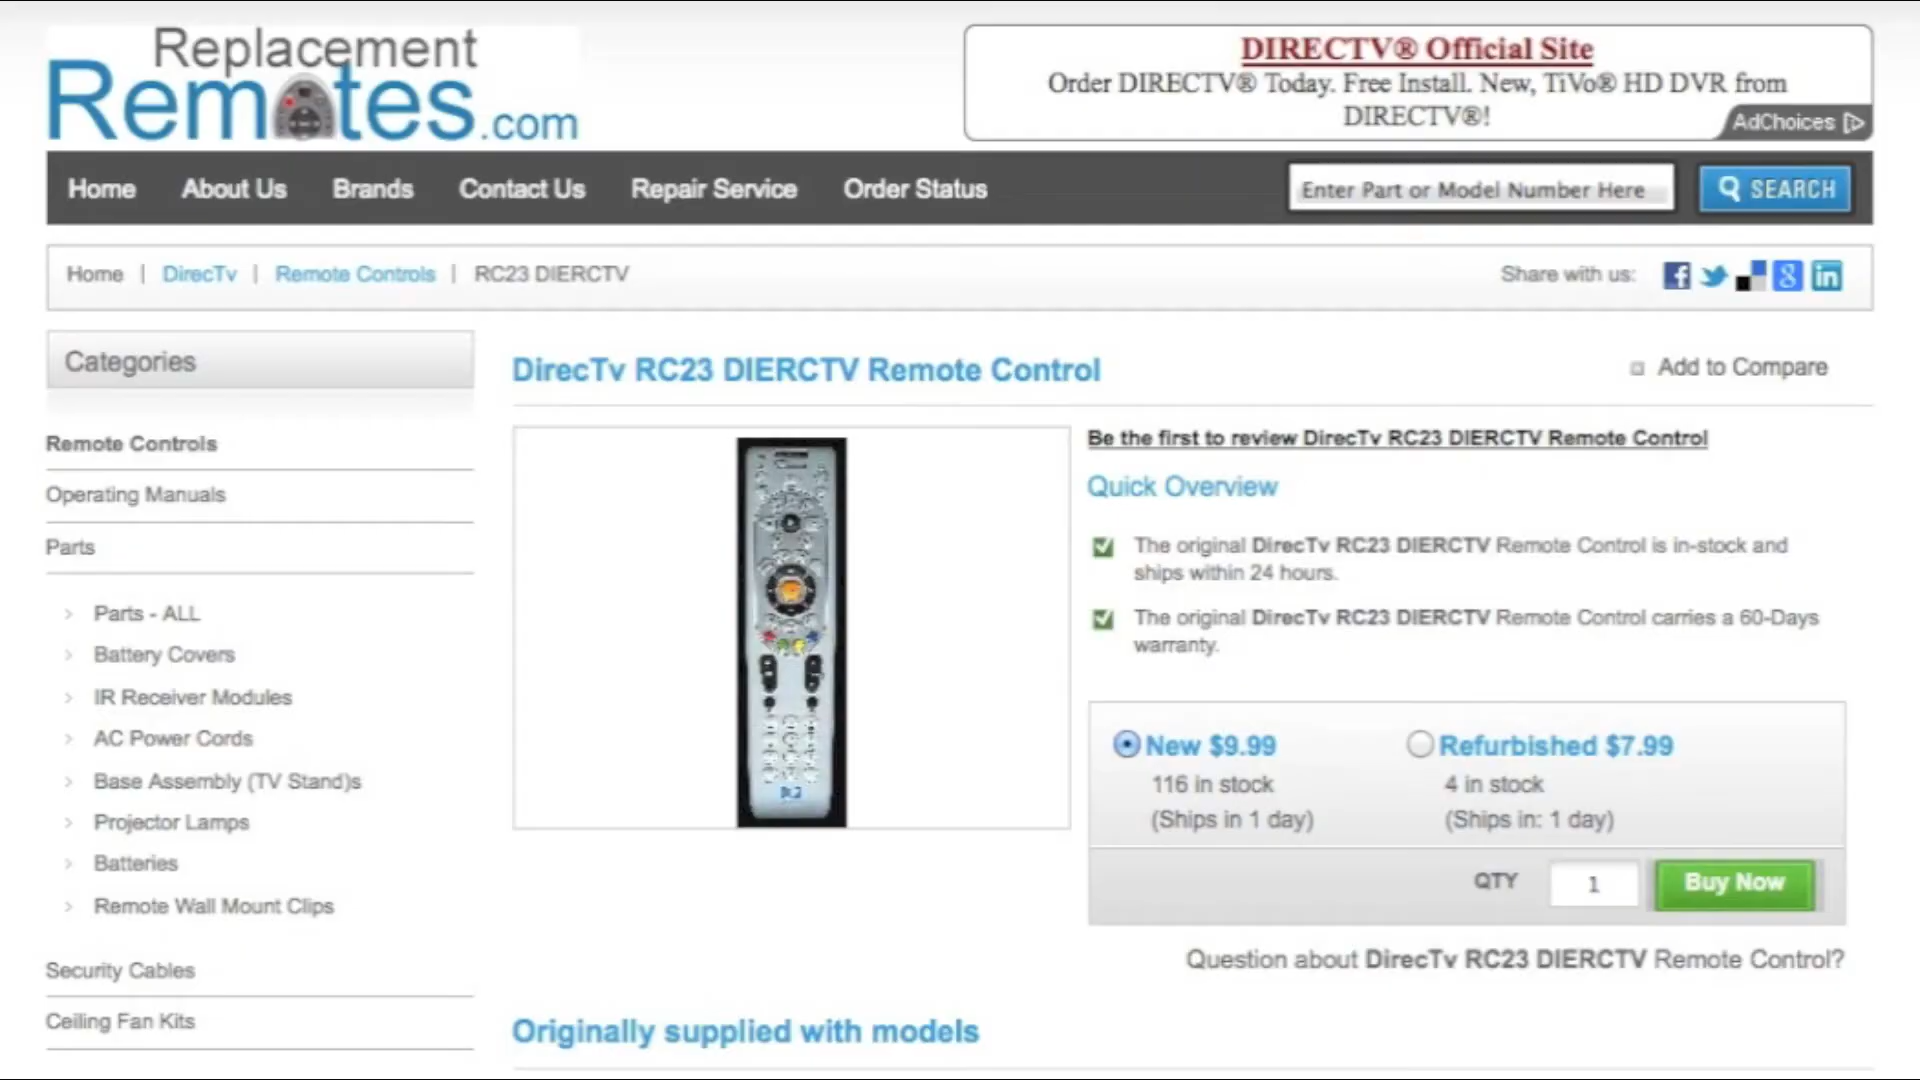 Replacement
Remotes.com
DIRECTV® Official Site
Order DIRECTV® Today. Free Install. New, TiVo® HD DVR from
DIRECTV®!
AdChoices
Home About Us Brands Contact Us Repair Service Order Status
Enter Part or Model Number Here
SEARCH
Home | DirecTv | Remote Controls | RC23 DIERCTV
Share with us:
Categories
Remote Controls
Operating Manuals
Parts
Parts - ALL
Battery Covers
IR Receiver Modules
AC Power Cords
Base Assembly (TV Stand)s
Projector Lamps
Batteries
Remote Wall Mount Clips
Security Cables
Ceiling Fan Kits
DirecTv RC23 DIERCTV Remote Control
Add to Compare
Be the first to review DirecTv RC23 DIERCTV Remote Control
Quick Overview
The original DirecTv RC23 DIERCTV Remote Control is in-stock and
ships within 24 hours.
The original DirecTv RC23 DIERCTV Remote Control carries a 60-Days
warranty.
New $9.99
116 in stock
(Ships in 1 day)
Refurbished $7.99
4 in stock
(Ships in: 1 day)
QTY 1 Buy Now
Question about DirecTv RC23 DIERCTV Remote Control?
Originally supplied with models